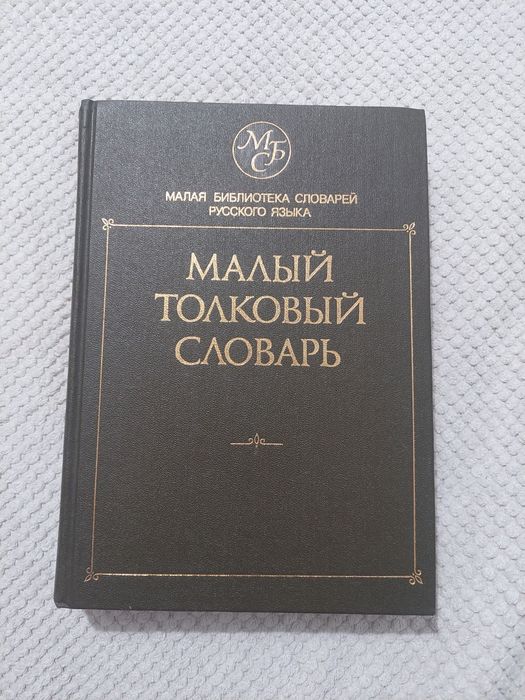 МБС
МАЛАЯ БИБЛИОТЕКА СЛОВАРЕЙ
РУССКОГО ЯЗЫКА
МАЛЫЙ
ТОЛКОВЫЙ
СЛОВАРЬ